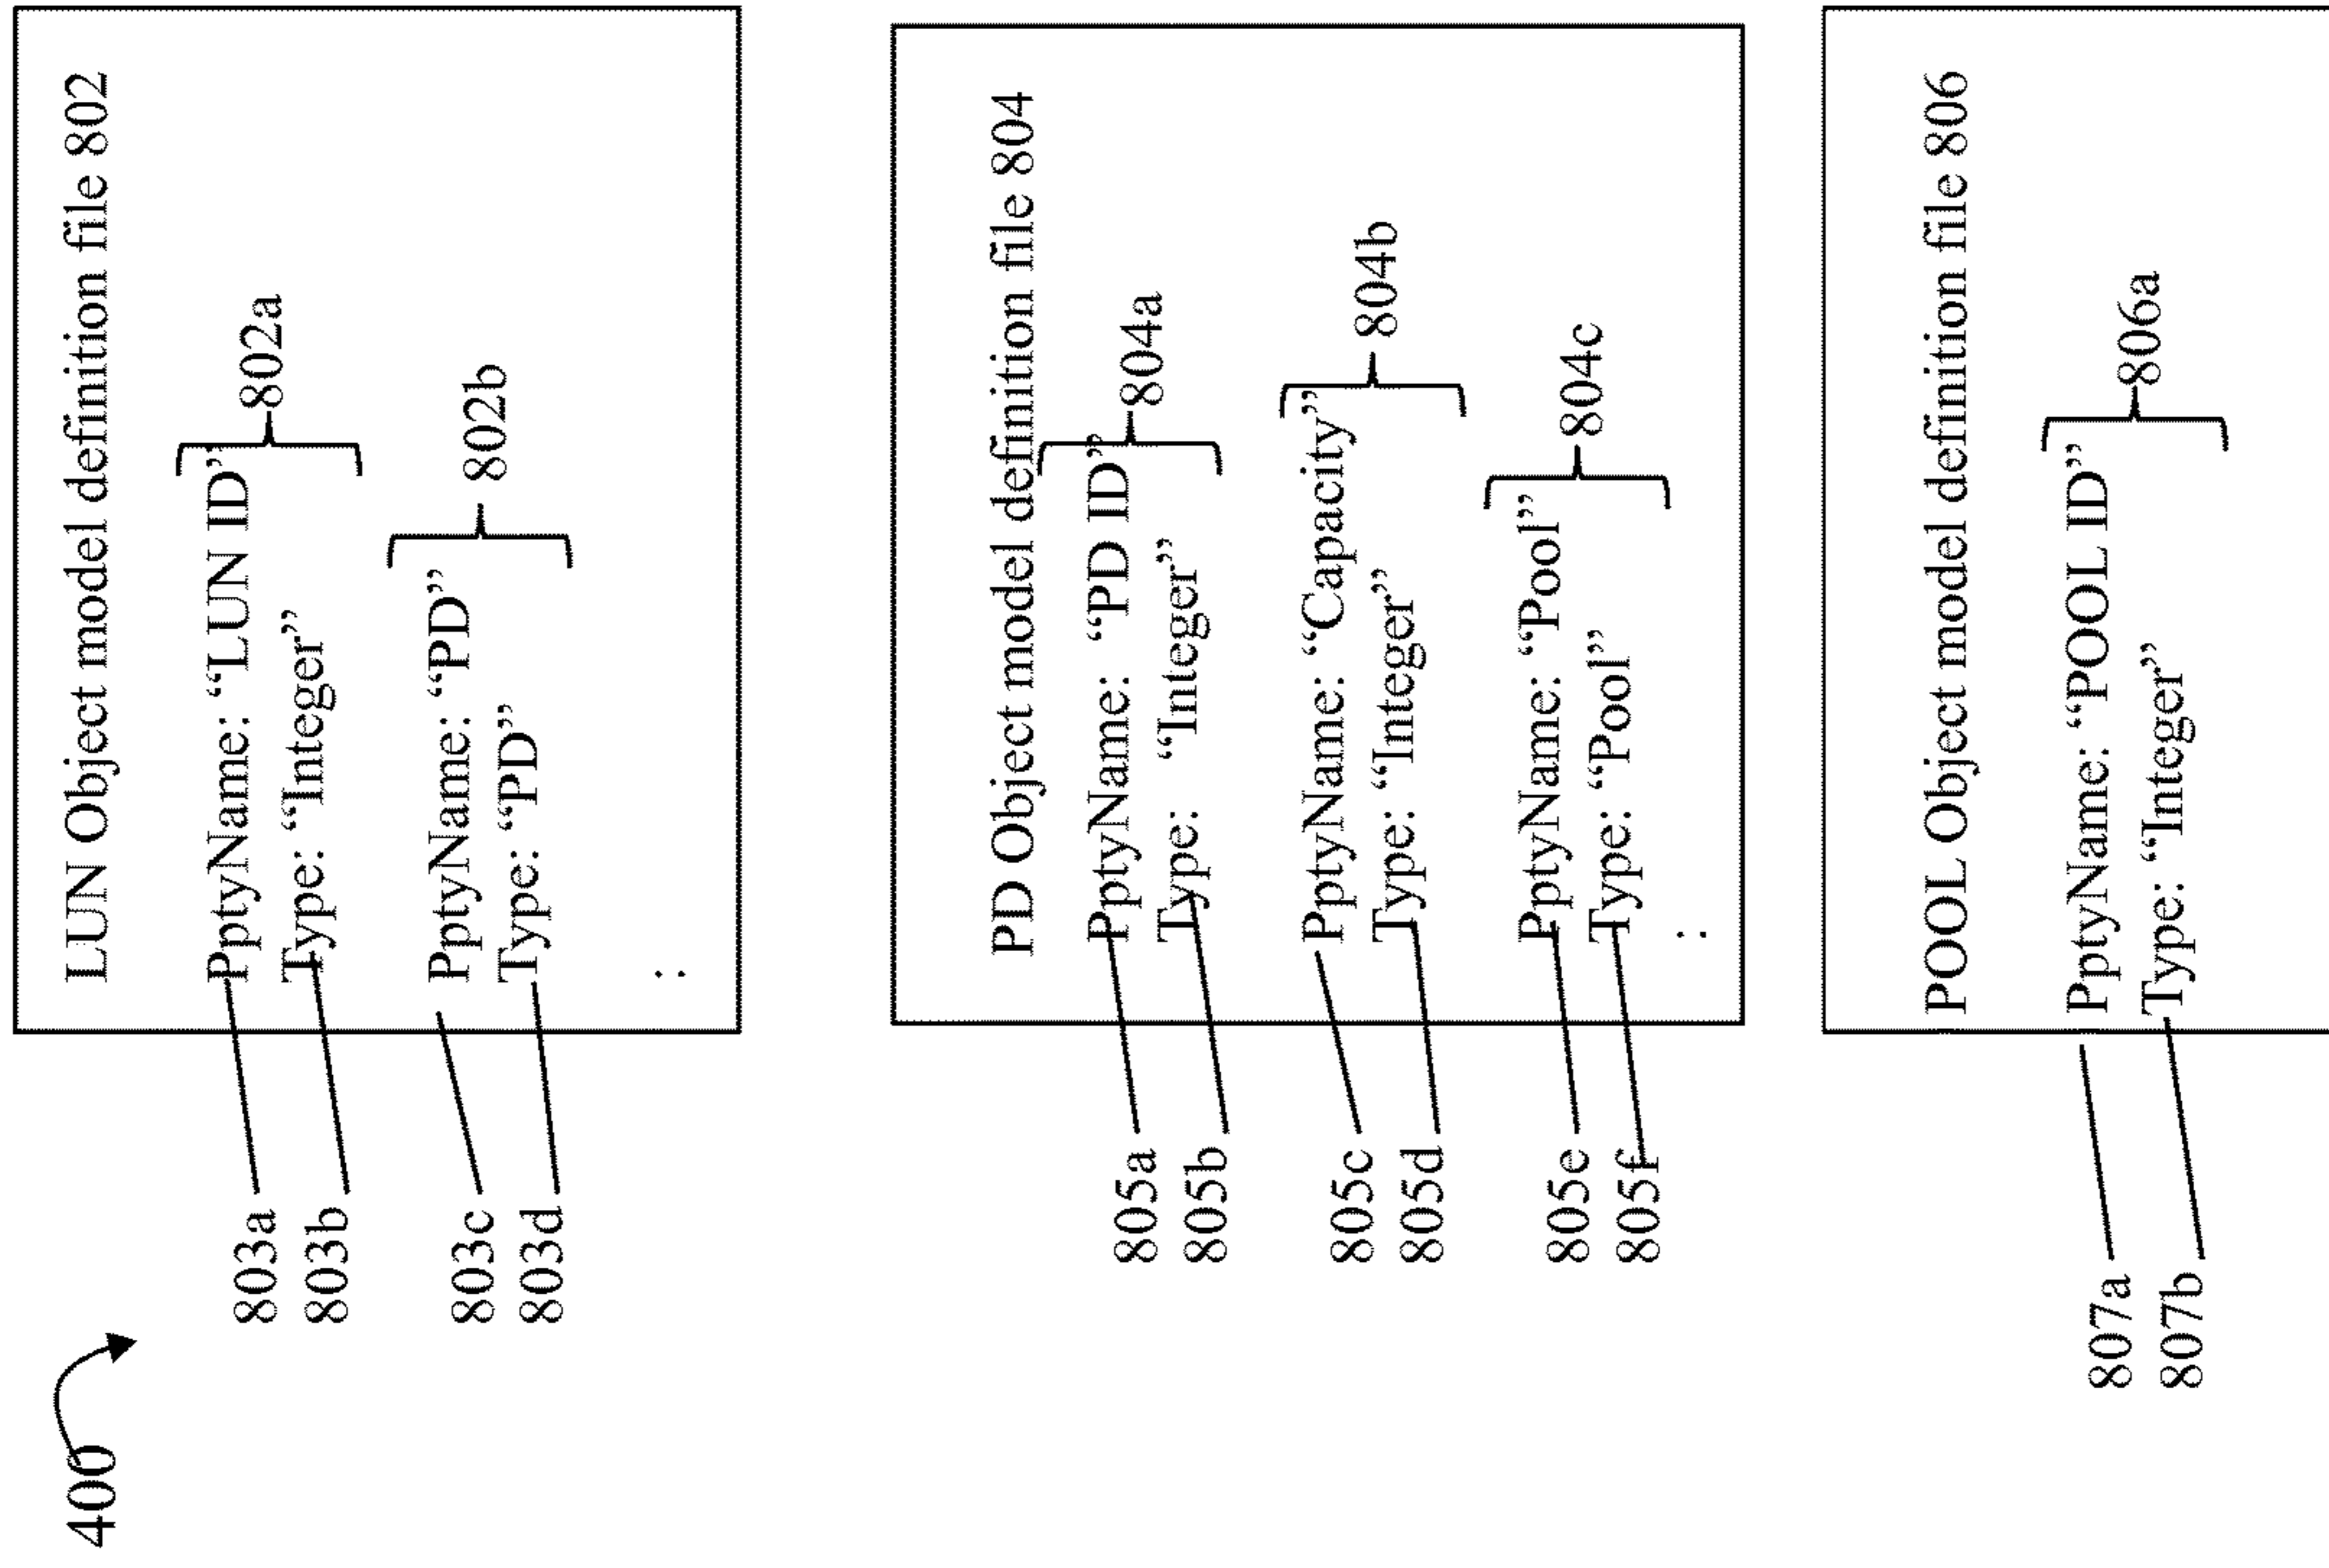 400
LUN Object model definition file 802
803a PptyName: “LUN ID” 802a
803b Type: “Integer”
803c PptyName: “PD” 802b
803d Type: “PD”
:
PD Object model definition file 804
805a PptyName: “PD ID” 804a
805b Type: “Integer”
805c PptyName: “Capacity” 804b
805d Type: “Integer”
805e PptyName: “Pool” 804c
805f Type: “Pool”
:
POOL Object model definition file 806
807a PptyName: “POOL ID” 806a
807b Type: “Integer”